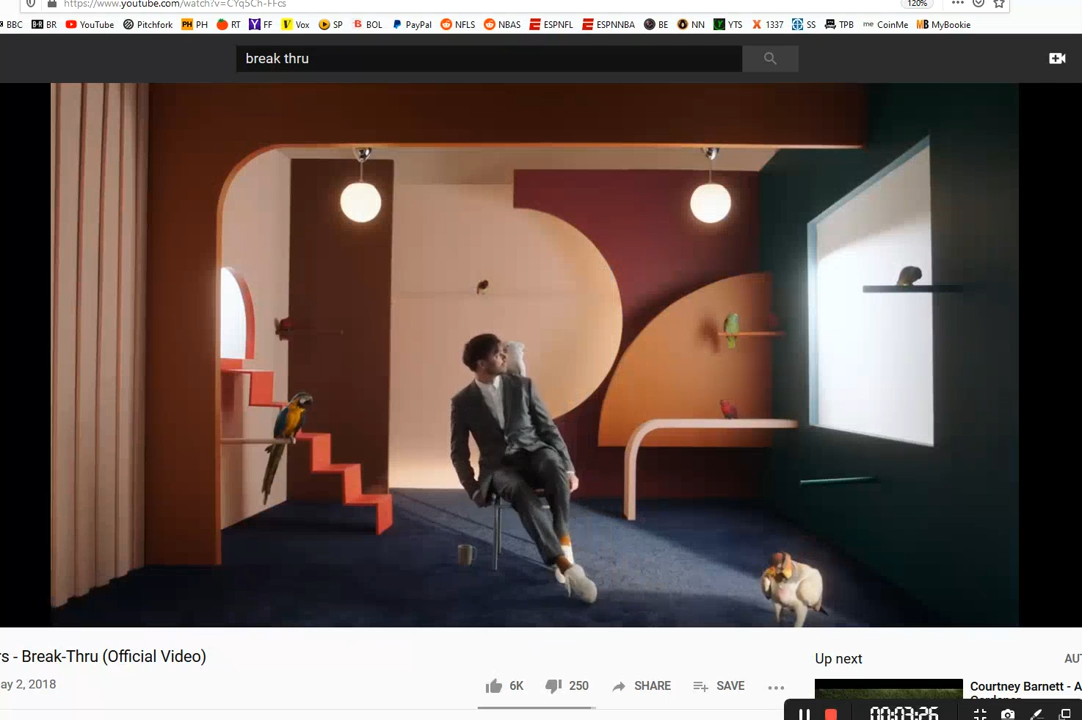 https://www.youtube.com/watch?v=CYq5Ch-FFcs 120%
BBC BR YouTube Pitchfork PH RT FF Vox SP BOL PayPal NFLS NBAS ESPNFL ESPNNBA BE NN YTS 1337 SS TPB me CoinMe MyBookie
break thru
rs - Break-Thru (Official Video)
ay 2, 2018
6K 250 SHARE SAVE
Up next AUT
Courtney Barnett - A
00:03:26